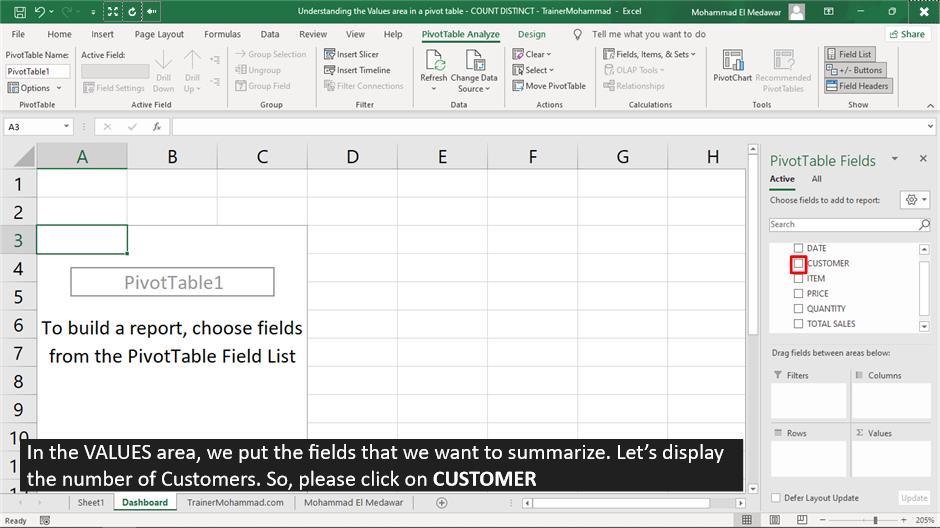 Understanding the Values area in a pivot table - COUNT DISTINCT - TrainerMohammad - Excel
Mohammad El Medawar
File Home Insert Page Layout Formulas Data Review View Help PivotTable Analyze Design Tell me what you want to do Share
PivotTable Name:
PivotTable1
Options
PivotTable
Active Field:
Field Settings
Drill Down
Drill Up
Active Field
Group Selection
Ungroup
Group Field
Group
Insert Slicer
Insert Timeline
Filter Connections
Filter
Refresh
Change Data Source
Data
Clear
Select
Move PivotTable
Actions
Fields, Items, & Sets
OLAP Tools
Relationships
Calculations
PivotChart
Recommended PivotTables
Tools
Field List
+/- Buttons
Field Headers
Show
A3
fx
A B C D E F G H
1
2
3
4
5
6
7
8
9
10
1
PivotTable1
To build a report, choose fields
from the PivotTable Field List
PivotTable Fields
Active All
Choose fields to add to report:
Search
DATE
CUSTOMER
ITEM
PRICE
QUANTITY
TOTAL SALES
Drag fields between areas below:
Filters
Columns
Rows
Σ Values
Defer Layout Update Update
In the VALUES area, we put the fields that we want to summarize. Let’s display
the number of Customers. So, please click on CUSTOMER
Sheet1 Dashboard TrainerMohammad.com Mohammad El Medawar
Ready
205%